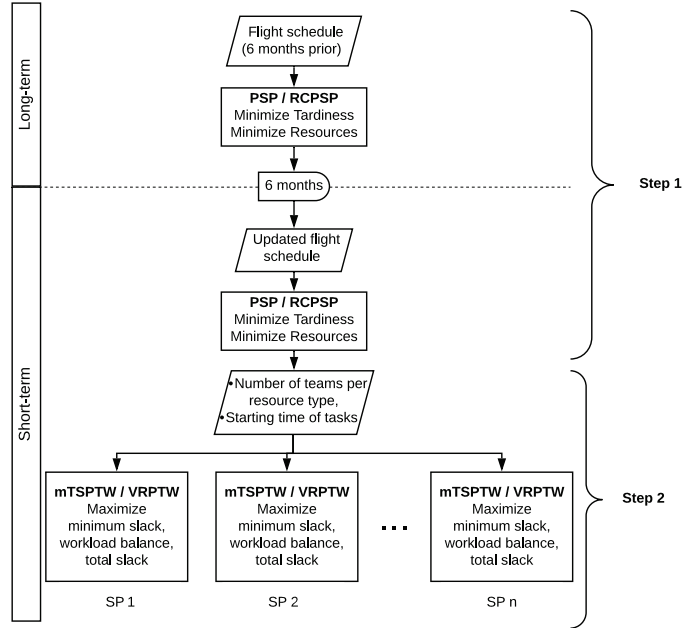 Long-term
Flight schedule
(6 months prior)
PSP / RCPSP
Minimize Tardiness
Minimize Resources
6 months
Step 1
Short-term
Updated flight
schedule
PSP / RCPSP
Minimize Tardiness
Minimize Resources
•Number of teams per
resource type,
•Starting time of tasks
Step 2
mTSPTW / VRPTW
Maximize
minimum slack,
workload balance,
total slack
SP 1
mTSPTW / VRPTW
Maximize
minimum slack,
workload balance,
total slack
SP 2
...
mTSPTW / VRPTW
Maximize
minimum slack,
workload balance,
total slack
SP n